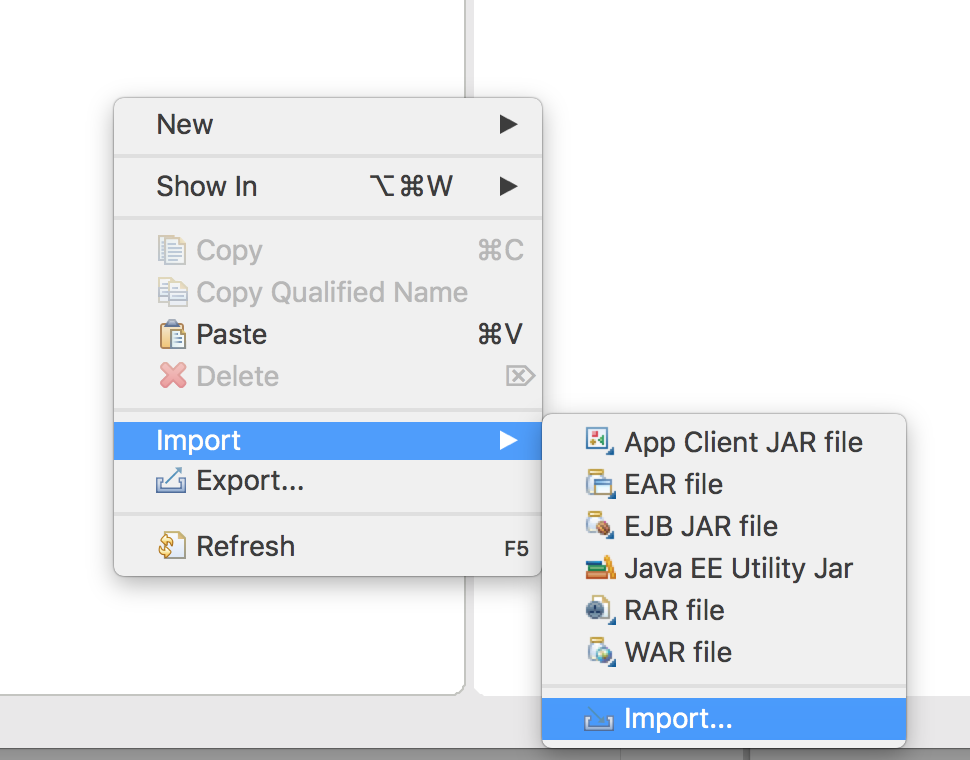 New
Show In ⌥⌘W
Copy ⌘C
Copy Qualified Name
Paste ⌘V
Delete ⌦
Import
Export...
Refresh F5
App Client JAR file
EAR file
EJB JAR file
Java EE Utility Jar
RAR file
WAR file
Import...